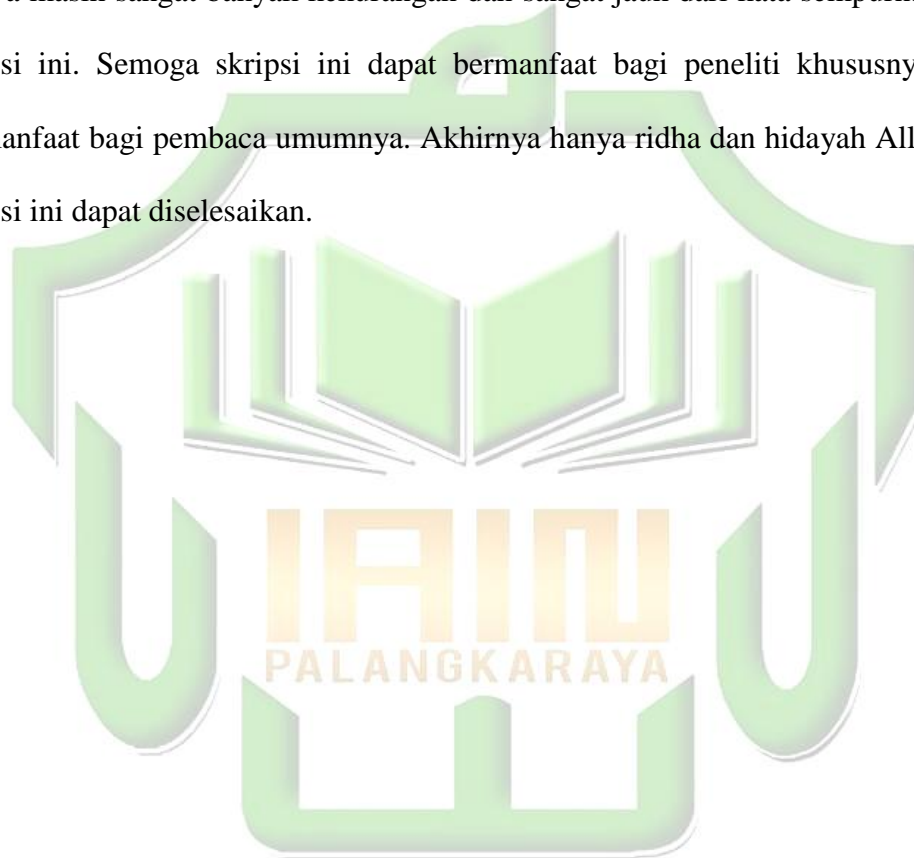 a masih sangat banyak kekurangan dan sangat jauh dari kata sempurn
si ini. Semoga skripsi ini dapat bermanfaat bagi peneliti khususny
anfaat bagi pembaca umumnya. Akhirnya hanya ridha dan hidayah All
si ini dapat diselesaikan.
IAIN
PALANGKARAYA